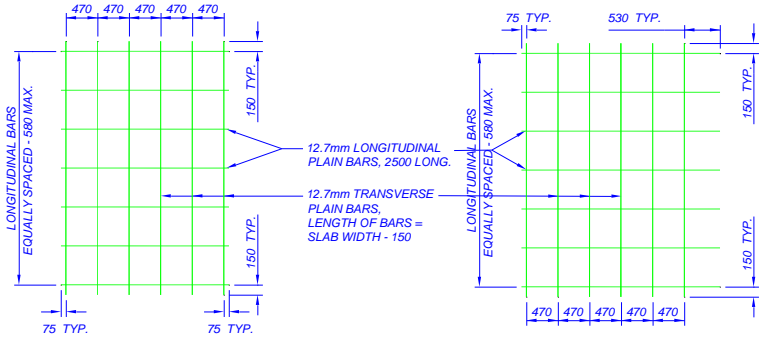 470 470 470 470 470
75 TYP.
530 TYP.
150 TYP.
150 TYP.
LONGITUDINAL BARS
EQUALLY SPACED - 580 MAX.
12.7mm LONGITUDINAL
PLAIN BARS, 2500 LONG.
12.7mm TRANSVERSE
PLAIN BARS,
LENGTH OF BARS =
SLAB WIDTH - 150
LONGITUDINAL BARS
EQUALLY SPACED - 580 MAX.
150 TYP.
150 TYP.
75 TYP.
75 TYP.
470 470 470 470 470